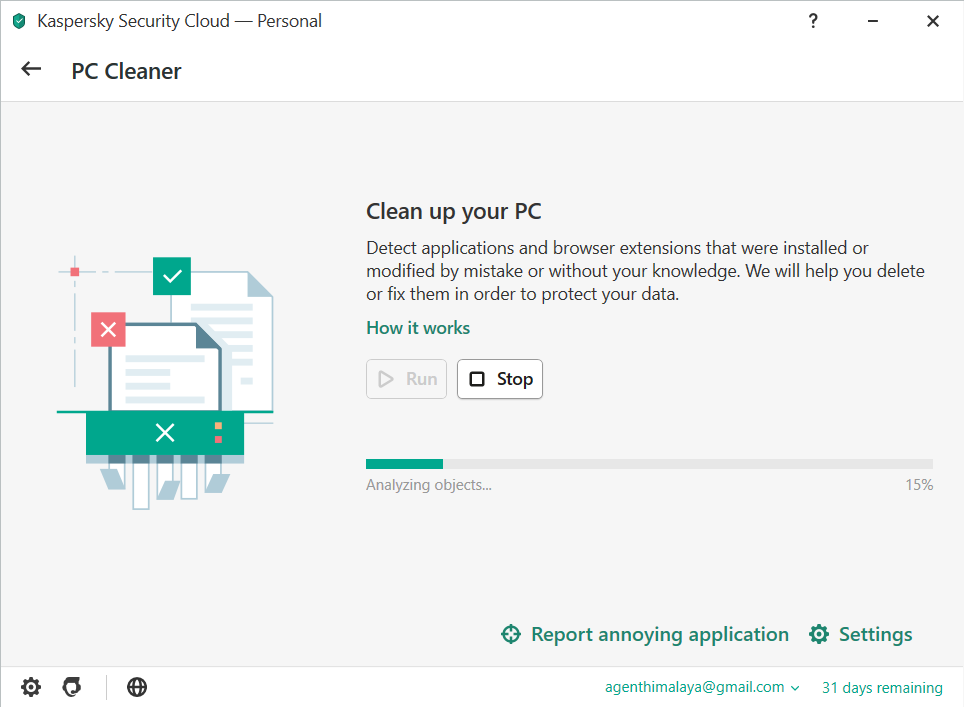 Kaspersky Security Cloud — Personal
?
PC Cleaner
Clean up your PC
Detect applications and browser extensions that were installed or
modified by mistake or without your knowledge. We will help you delete
or fix them in order to protect your data.
How it works
Run
Stop
Analyzing objects...
15%
Report annoying application
Settings
agenthimalaya@gmail.com
31 days remaining